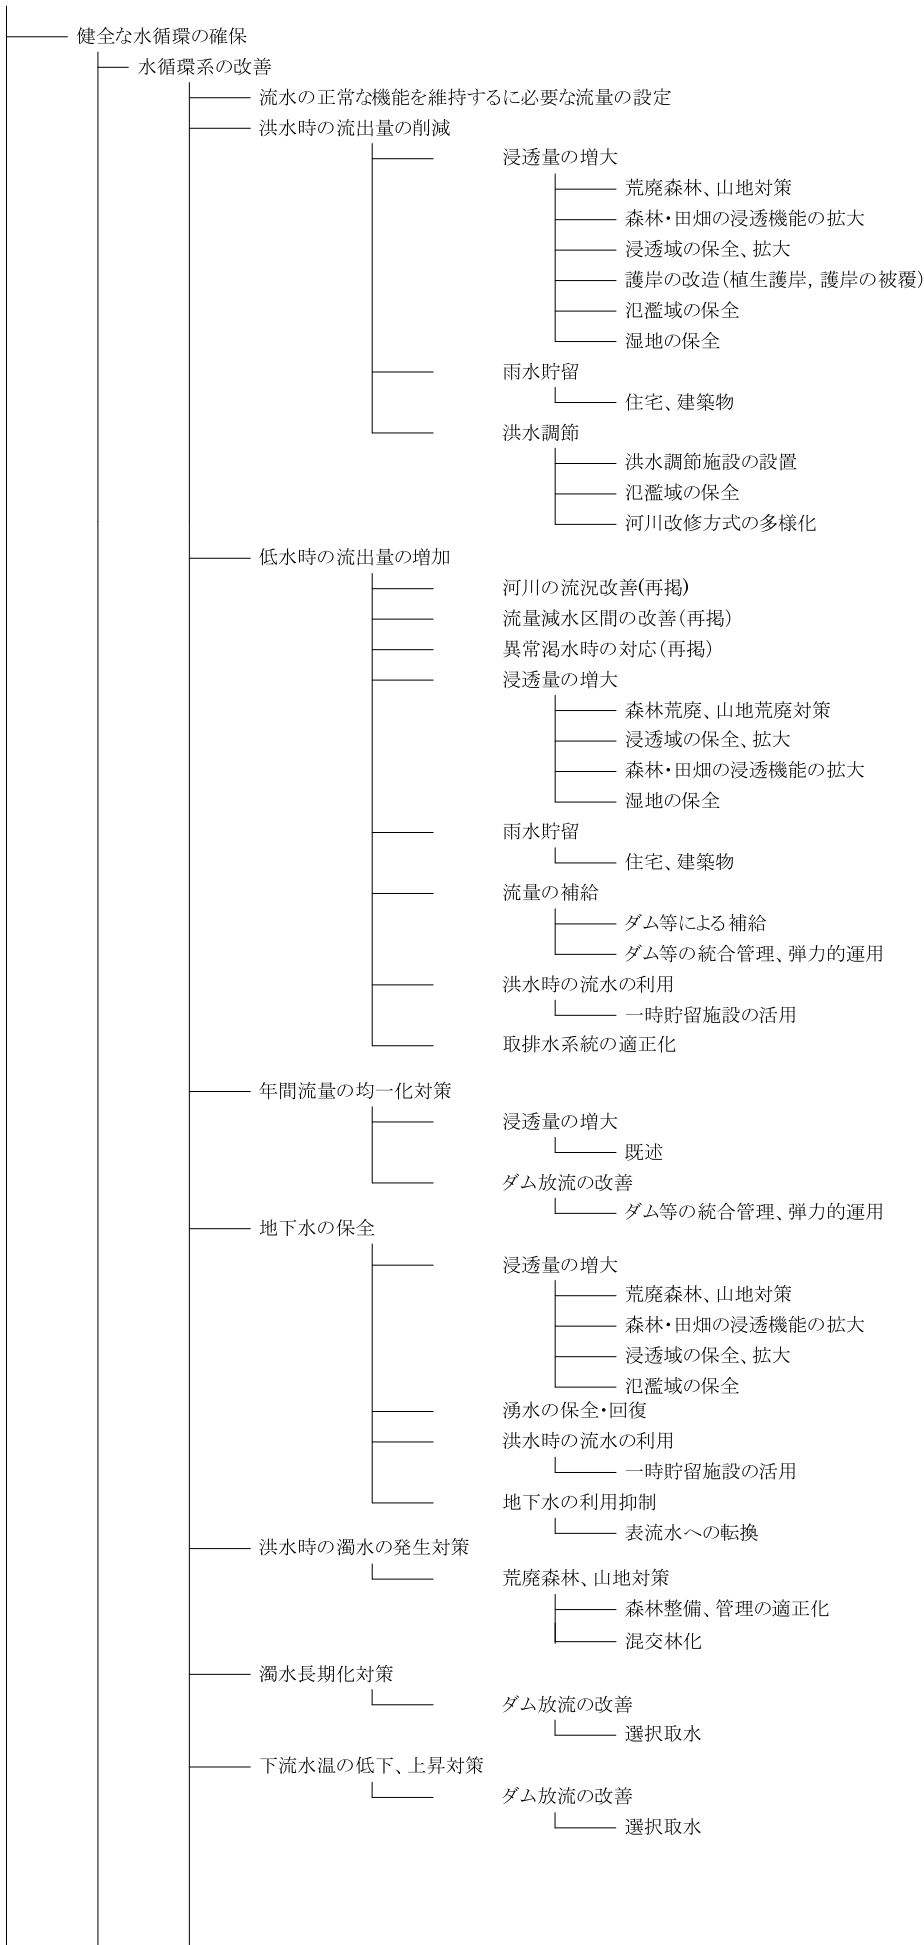 健全な水循環の確保
水循環系の改善
流水の正常な機能を維持するに必要な流量の設定
洪水時の流出量の削減
浸透量の増大
荒廃森林、山地対策
森林・田畑の浸透機能の拡大
浸透域の保全、拡大
護岸の改造（植生護岸，護岸の被覆）
氾濫域の保全
湿地の保全
雨水貯留
住宅、建築物
洪水調節
洪水調節施設の設置
氾濫域の保全
河川改修方式の多様化
低水時の流出量の増加
河川の流況改善(再掲)
流量減水区間の改善（再掲）
異常渇水時の対応（再掲）
浸透量の増大
森林荒廃、山地荒廃対策
浸透域の保全、拡大
森林・田畑の浸透機能の拡大
湿地の保全
雨水貯留
住宅、建築物
流量の補給
ダム等による補給
ダム等の統合管理、弾力的運用
洪水時の流水の利用
一時貯留施設の活用
取排水系統の適正化
年間流量の均一化対策
浸透量の増大
既述
ダム放流の改善
ダム等の統合管理、弾力的運用
地下水の保全
浸透量の増大
荒廃森林、山地対策
森林・田畑の浸透機能の拡大
浸透域の保全、拡大
氾濫域の保全
湧水の保全・回復
洪水時の流水の利用
一時貯留施設の活用
地下水の利用抑制
表流水への転換
洪水時の濁水の発生対策
荒廃森林、山地対策
森林整備、管理の適正化
混交林化
濁水長期化対策
ダム放流の改善
選択取水
下流水温の低下、上昇対策
ダム放流の改善
選択取水